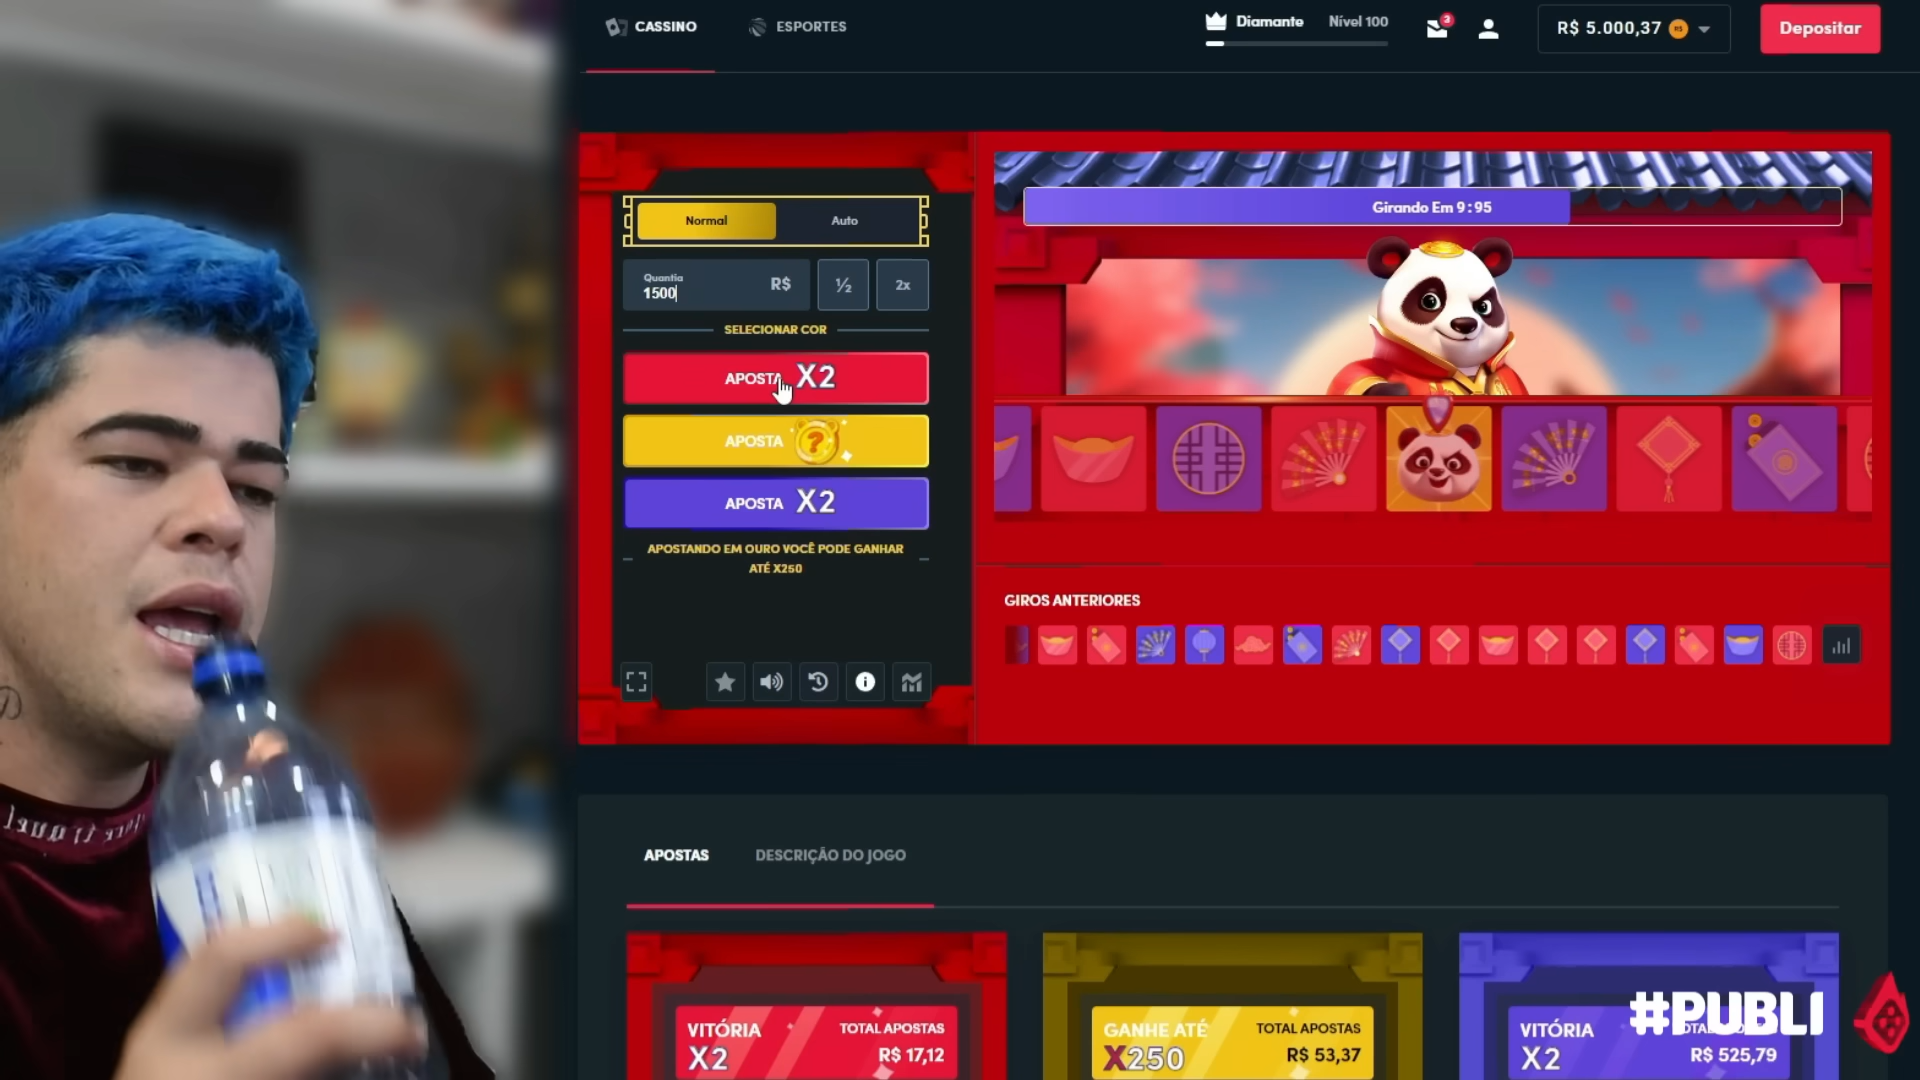 CASSINO
ESPORTES
Diamante
Nível 100
3
R$ 5.000,37
R$
Depositar
Normal
Auto
Quantia
1500
R$
½
2x
SELECIONAR COR
APOSTA X2
APOSTA ?
APOSTA X2
APOSTANDO EM OURO VOCÊ PODE GANHAR
ATÉ X250
Girando Em 9:95
GIROS ANTERIORES
APOSTAS
DESCRIÇÃO DO JOGO
VITÓRIA
X2
TOTAL APOSTAS
R$ 17,12
GANHE ATÉ
X250
TOTAL APOSTAS
R$ 53,37
VITÓRIA
X2
R$ 525,79
#PUBLI